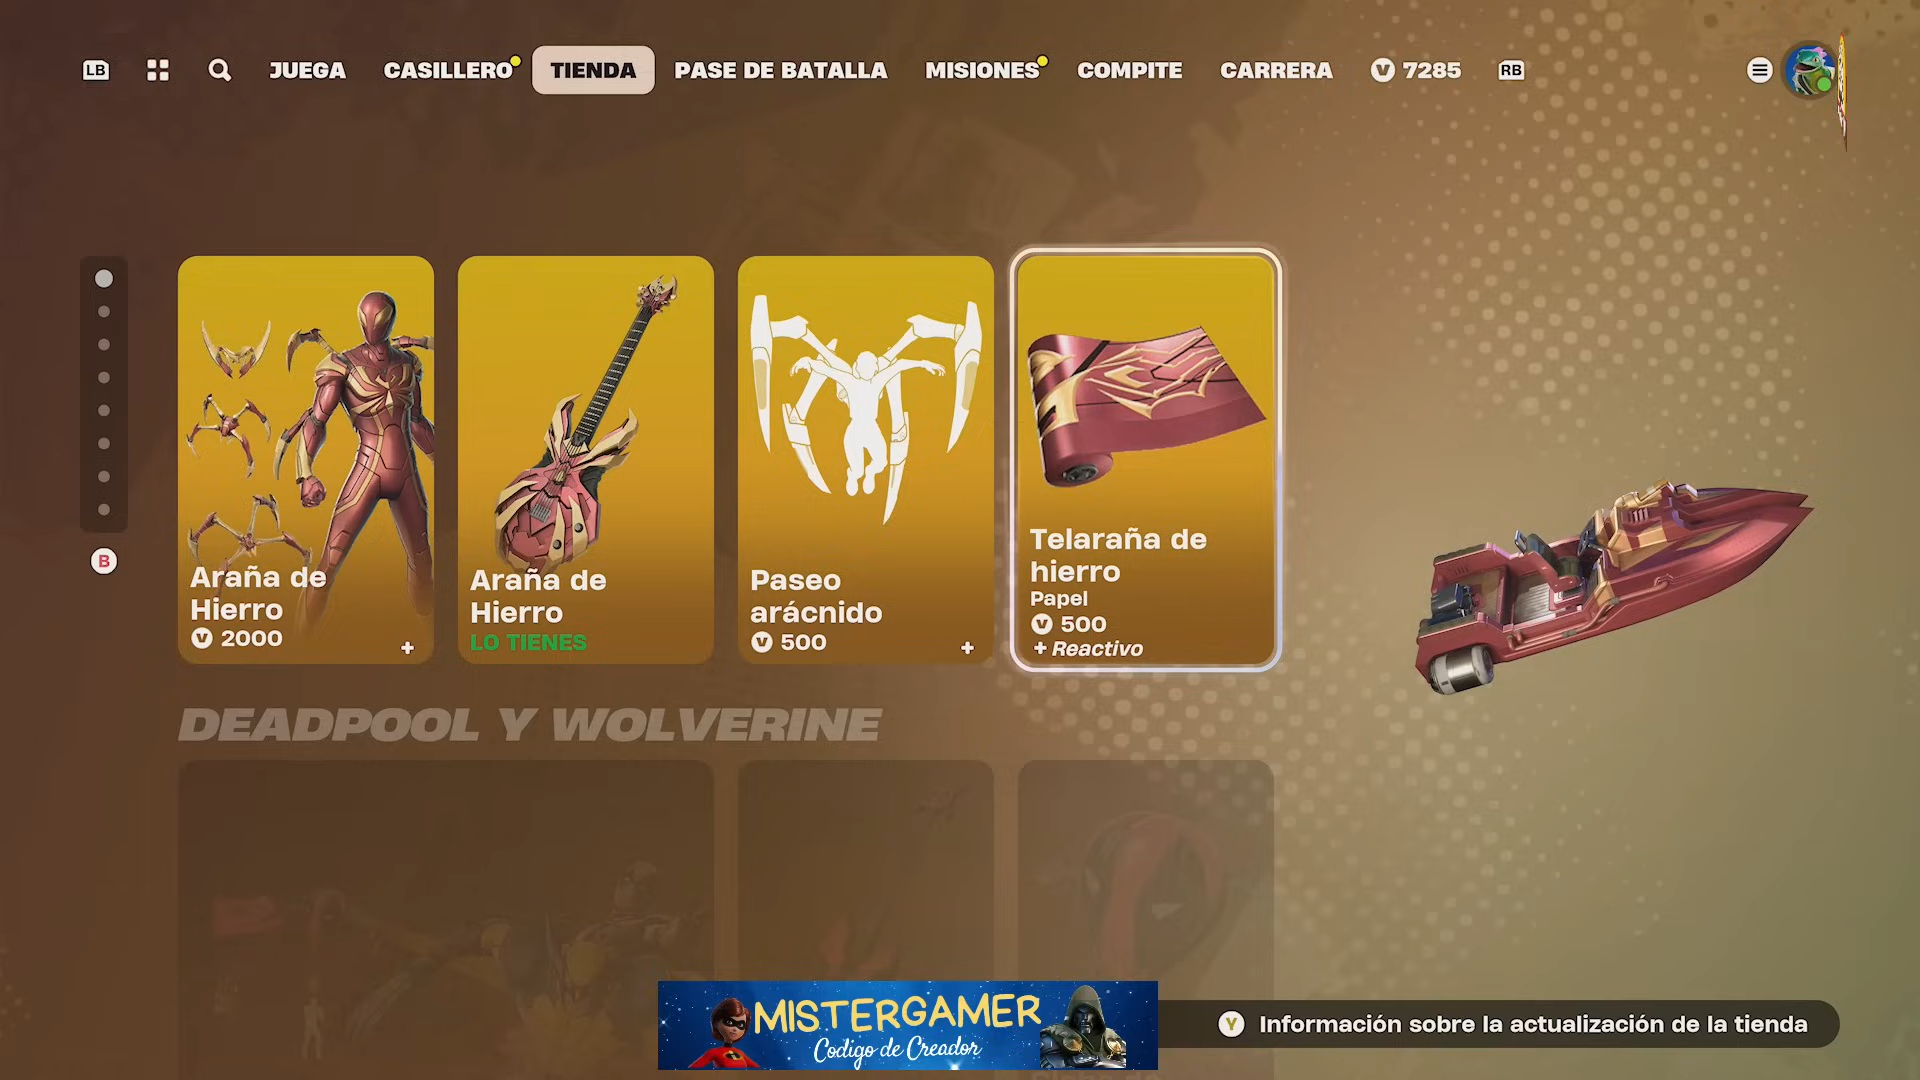 LB
JUEGA
CASILLERO
TIENDA
PASE DE BATALLA
MISIONES
COMPITE
CARRERA
V 7285
RB
B
Araña de
Hierro
V 2000
+
Araña de
Hierro
LO TIENES
Paseo
arácnido
V 500
+
Telaraña de
hierro
Papel
V 500
+ Reactivo
DEADPOOL Y WOLVERINE
MISTERGAMER
Codigo de Creador
Y Información sobre la actualización de la tienda